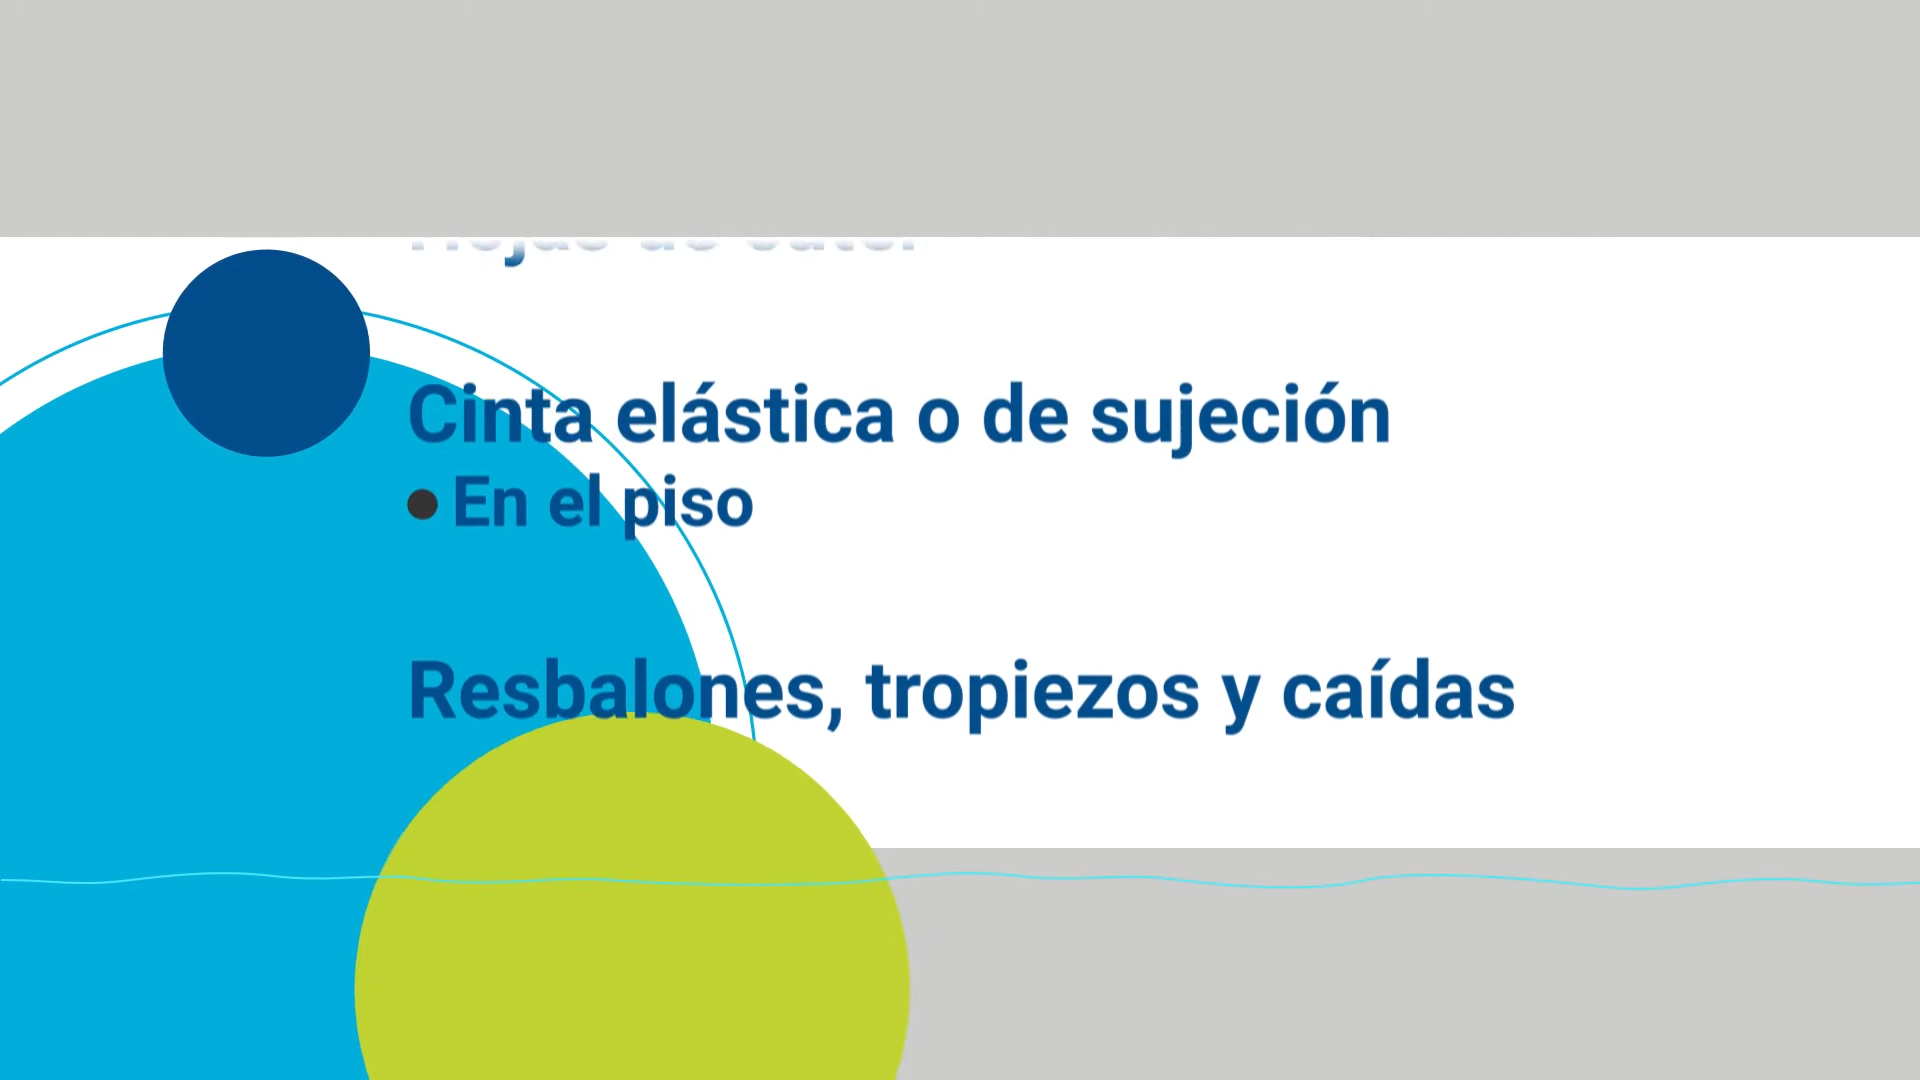 Cinta elástica o de sujeción
● En el piso
Resbalones, tropiezos y caídas